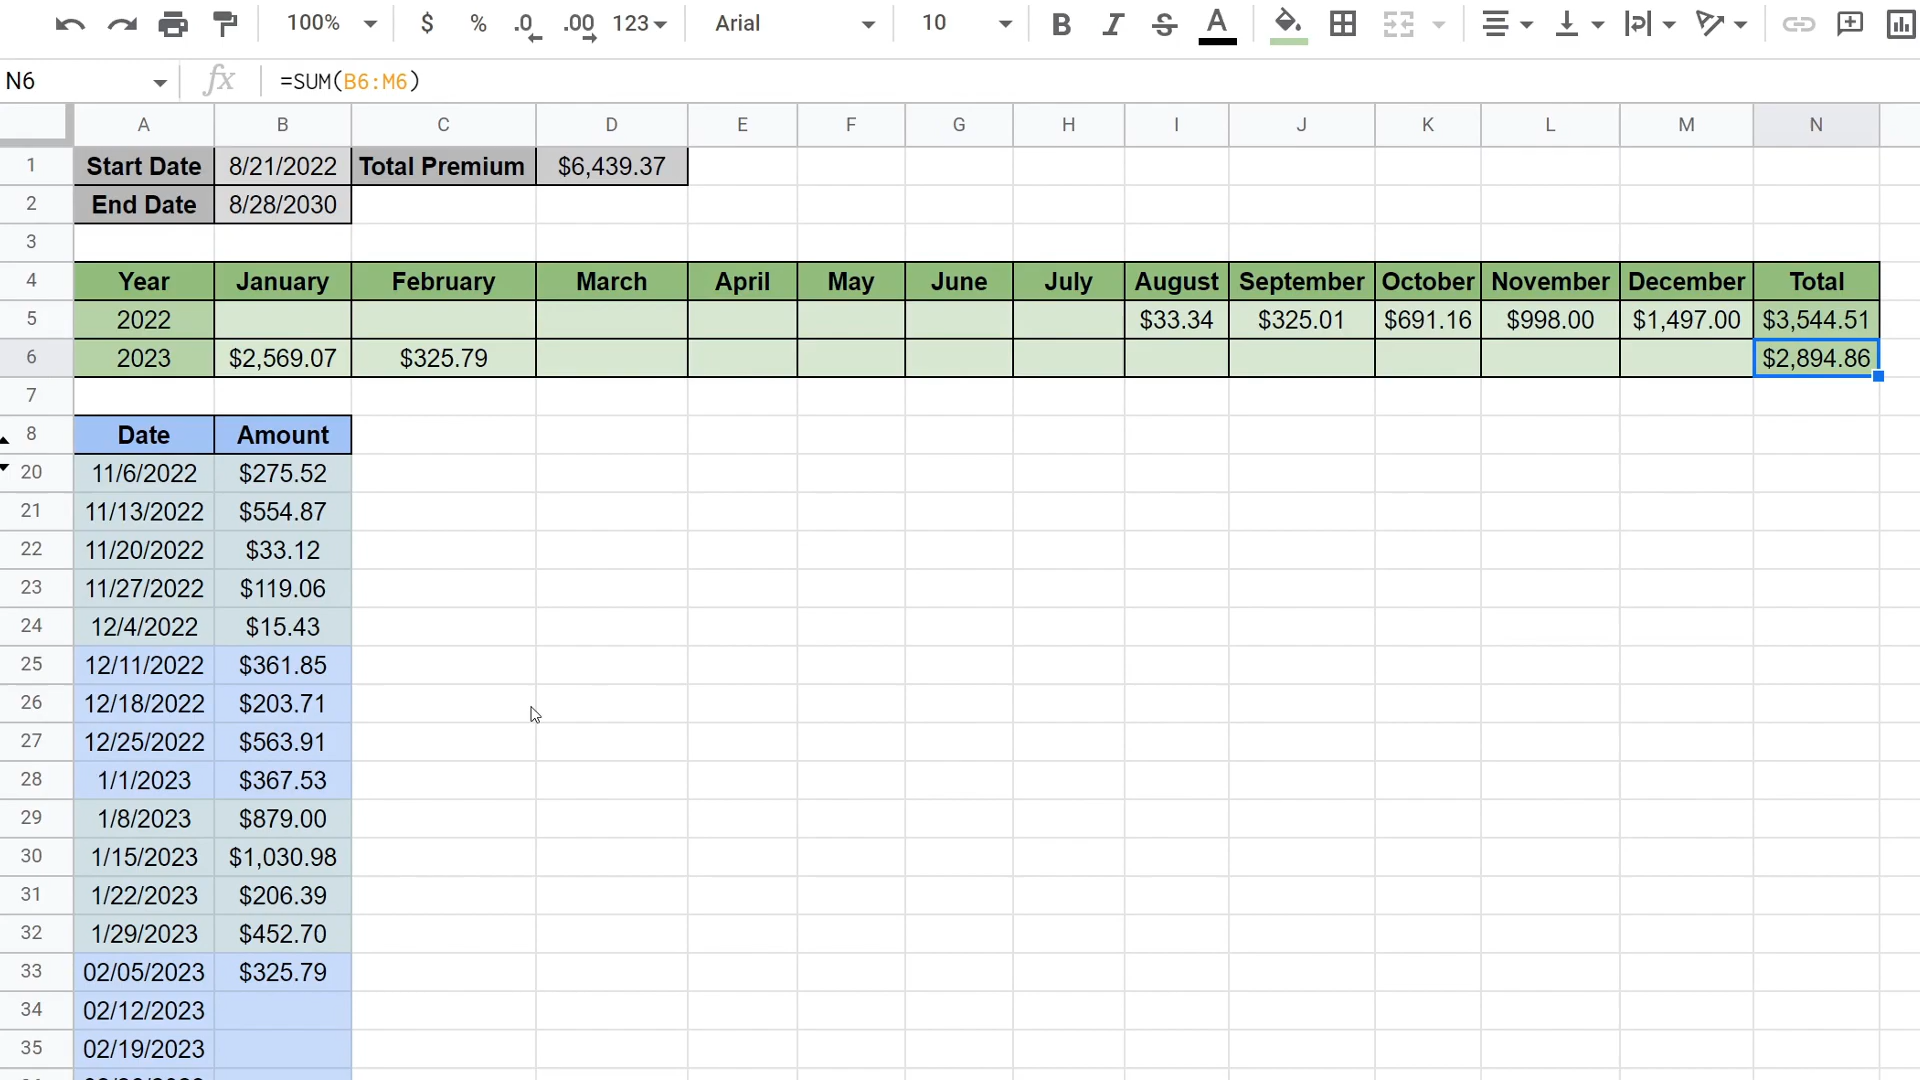 100% $ % .0 .00 123 Arial 10 B I S A
N6 fx =SUM(B6:M6)
A B C D E F G H I J K L M N
1 Start Date 8/21/2022 Total Premium $6,439.37
2 End Date 8/28/2030
3
4 Year January February March April May June July August September October November December Total
5 2022 $33.34 $325.01 $691.16 $998.00 $1,497.00 $3,544.51
6 2023 $2,569.07 $325.79 $2,894.86
7
8 Date Amount
20 11/6/2022 $275.52
21 11/13/2022 $554.87
22 11/20/2022 $33.12
23 11/27/2022 $119.06
24 12/4/2022 $15.43
25 12/11/2022 $361.85
26 12/18/2022 $203.71
27 12/25/2022 $563.91
28 1/1/2023 $367.53
29 1/8/2023 $879.00
30 1/15/2023 $1,030.98
31 1/22/2023 $206.39
32 1/29/2023 $452.70
33 02/05/2023 $325.79
34 02/12/2023
35 02/19/2023